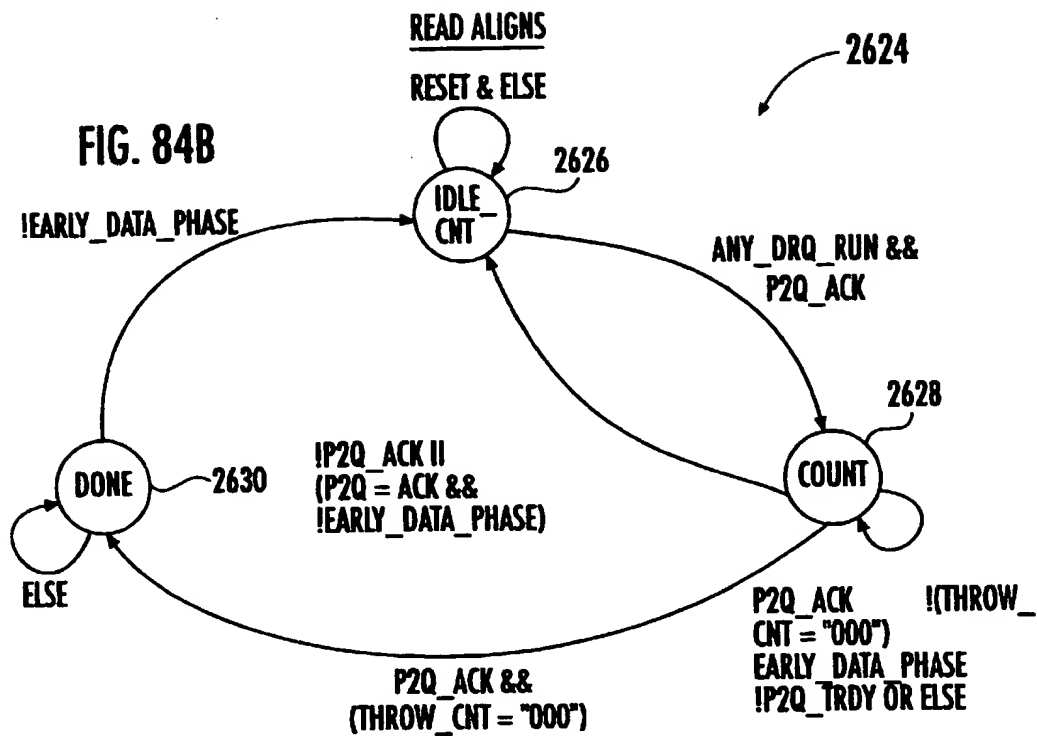 READ ALIGNS
2624
RESET & ELSE
FIG. 84B
2626
IDLE_
CNT
!EARLY_DATA_PHASE
ANY_DRQ_RUN &&
P2Q_ACK
2628
COUNT
DONE
2630
!P2Q_ACK ||
(P2Q = ACK &&
!EARLY_DATA_PHASE)
ELSE
P2Q_ACK !(THROW_
CNT = "000")
EARLY_DATA_PHASE
!P2Q_TRDY OR ELSE
P2Q_ACK &&
(THROW_CNT = "000")